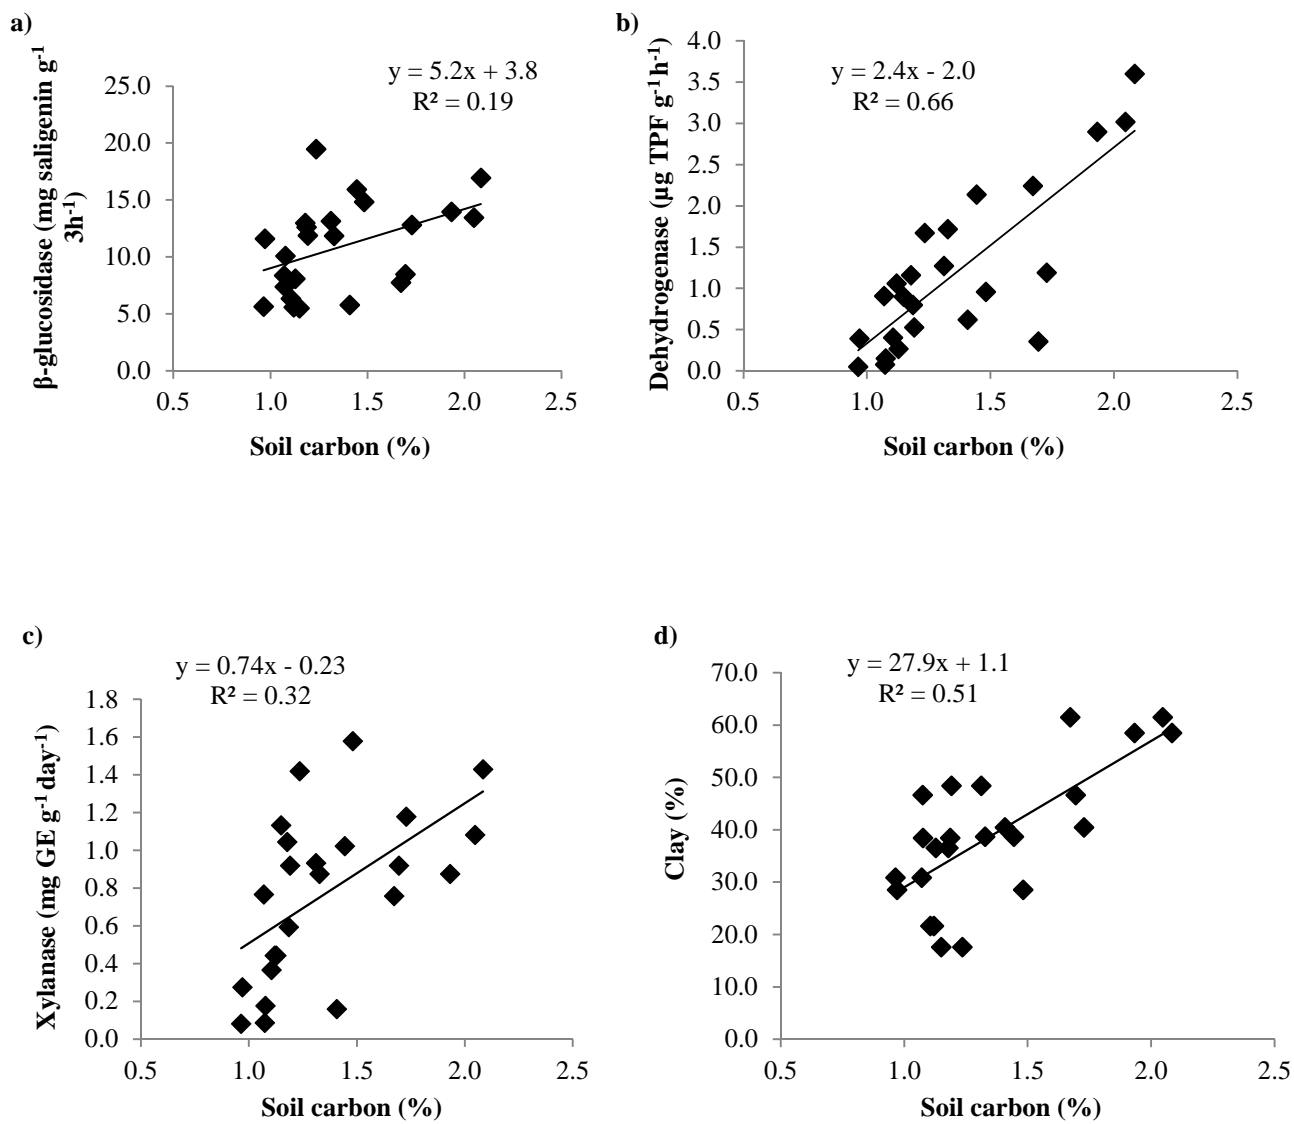 a)
y = 5.2x + 3.8
R² = 0.19
β-glucosidase (mg saligenin g⁻¹
3h⁻¹)
25.0
20.0
15.0
10.0
5.0
0.0
0.5 1.0 1.5 2.0 2.5
Soil carbon (%)
b)
y = 2.4x - 2.0
R² = 0.66
Dehydrogenase (µg TPF g⁻¹h⁻¹)
4.0
3.5
3.0
2.5
2.0
1.5
1.0
0.5
0.0
0.5 1.0 1.5 2.0 2.5
Soil carbon (%)
c)
y = 0.74x - 0.23
R² = 0.32
Xylanase (mg GE g⁻¹ day⁻¹)
1.8
1.6
1.4
1.2
1.0
0.8
0.6
0.4
0.2
0.0
0.5 1.0 1.5 2.0 2.5
Soil carbon (%)
d)
y = 27.9x + 1.1
R² = 0.51
Clay (%)
70.0
60.0
50.0
40.0
30.0
20.0
10.0
0.0
0.5 1.0 1.5 2.0 2.5
Soil carbon (%)